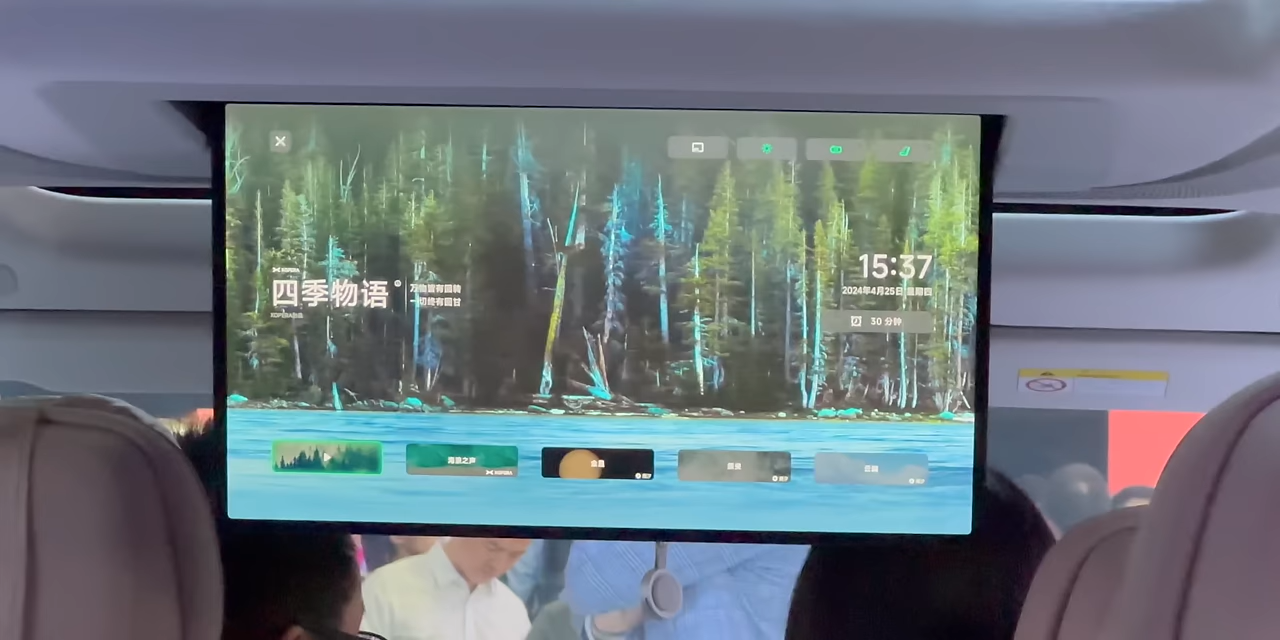 XOPERA
四季物语
万物皆有回转
一切终有回甘
15:37
2024年4月25日 星期四
30 分钟
海浪之声
XOPERA